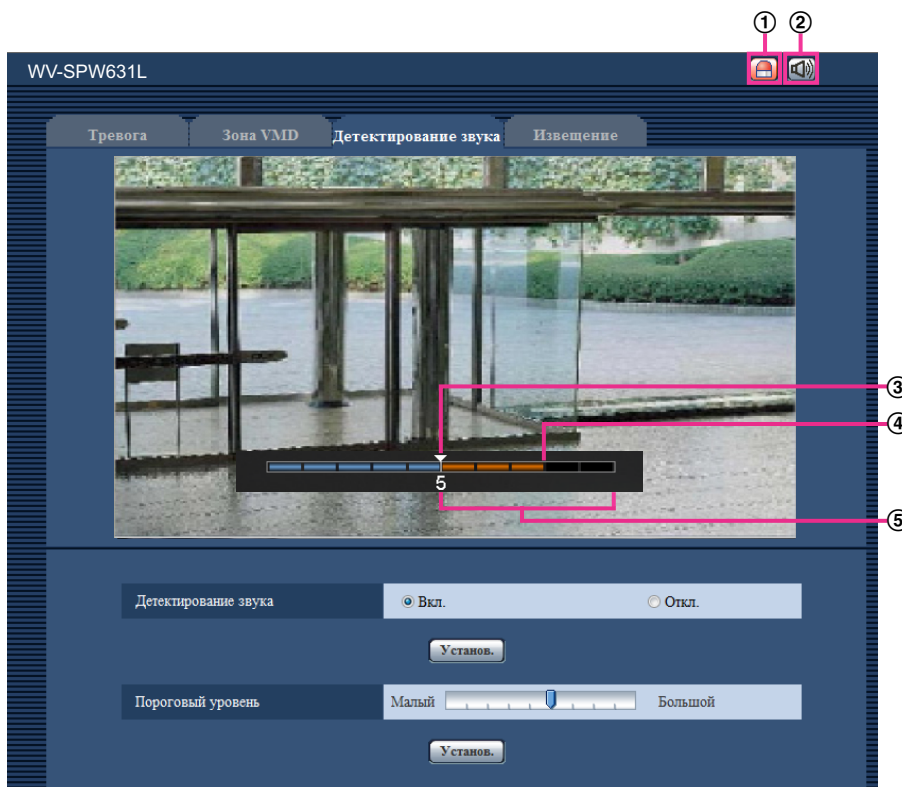 ① ②
WV-SPW631L
Тревога Зона VMD Детектирование звука Извещение
③
④
5
⑤
Детектирование звука Вкл. Откл.
Установ.
Пороговый уровень Малый Большой
Установ.